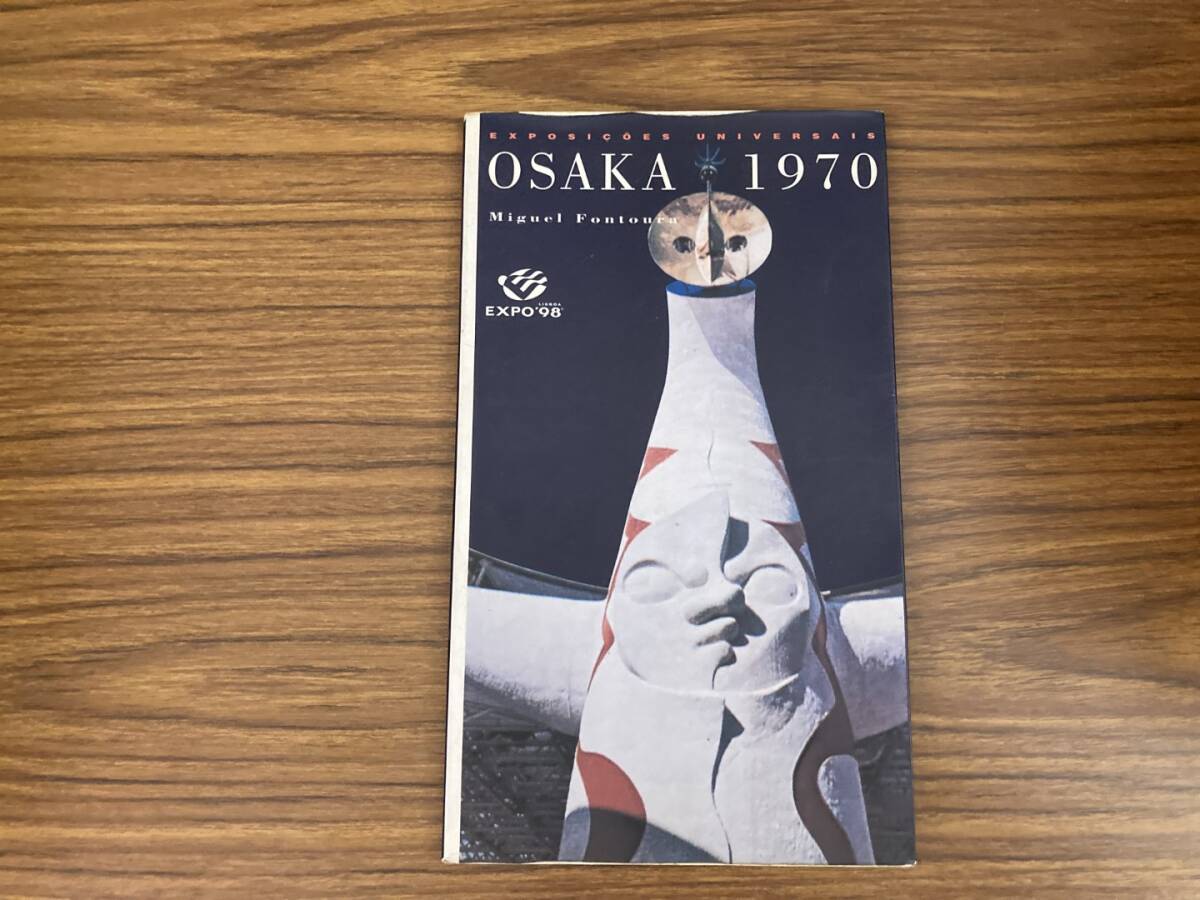 EXPOSIÇÕES UNIVERSAIS
OSAKA 1970
Miguel Fontoura
LISBOA
EXPO'98